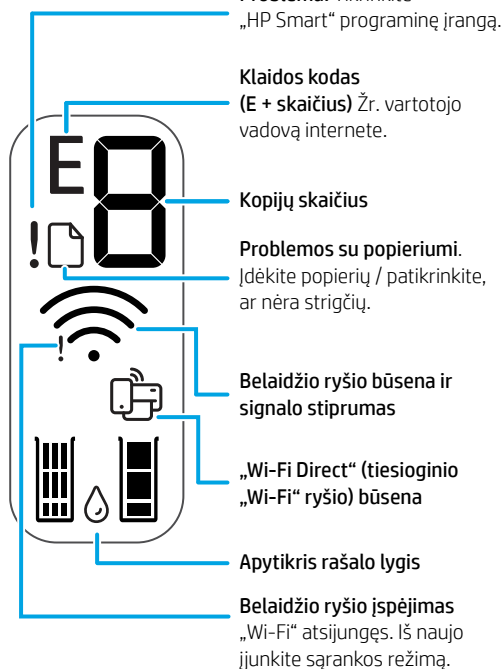 „HP Smart“ programinę įrangą.
Klaidos kodas
(E + skaičius) Žr. vartotojo
vadovą internete.
E8
Kopijų skaičius
!
Problemos su popieriumi.
Įdėkite popierių / patikrinkite,
ar nėra strigčių.
!
Belaidžio ryšio būsena ir
signalo stiprumas
„Wi-Fi Direct“ (tiesioginio
„Wi-Fi“ ryšio) būsena
Apytikris rašalo lygis
Belaidžio ryšio įspėjimas
„Wi-Fi“ atsijungęs. Iš naujo
įjunkite sąrankos režimą.